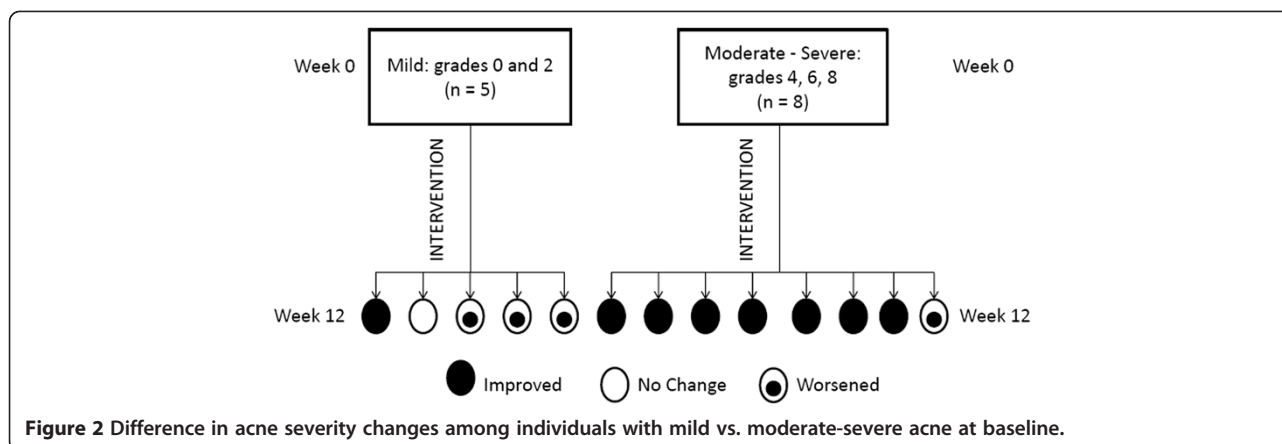 Week 0
Mild: grades 0 and 2
(n = 5)
Moderate - Severe:
grades 4, 6, 8
(n = 8)
Week 0
INTERVENTION
INTERVENTION
Week 12
Week 12
Improved
No Change
Worsened
Figure 2 Difference in acne severity changes among individuals with mild vs. moderate-severe acne at baseline.